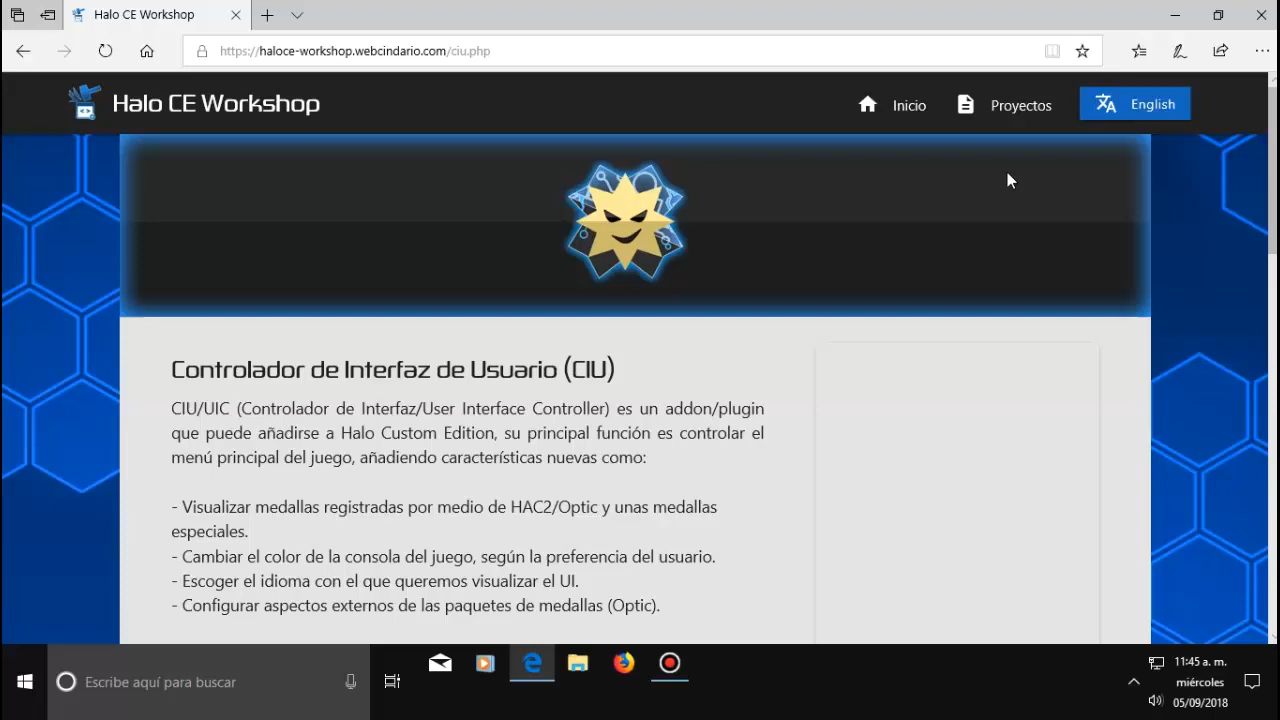 Halo CE Workshop
https://haloce-workshop.webcindario.com/ciu.php
Halo CE Workshop
Inicio
Proyectos
English
Controlador de Interfaz de Usuario (CIU)
CIU/UIC (Controlador de Interfaz/User Interface Controller) es un addon/plugin
que puede añadirse a Halo Custom Edition, su principal función es controlar el
menú principal del juego, añadiendo características nuevas como:
- Visualizar medallas registradas por medio de HAC2/Optic y unas medallas
especiales.
- Cambiar el color de la consola del juego, según la preferencia del usuario.
- Escoger el idioma con el que queremos visualizar el UI.
- Configurar aspectos externos de las paquetes de medallas (Optic).
Escribe aquí para buscar
11:45 a. m.
miércoles
05/09/2018